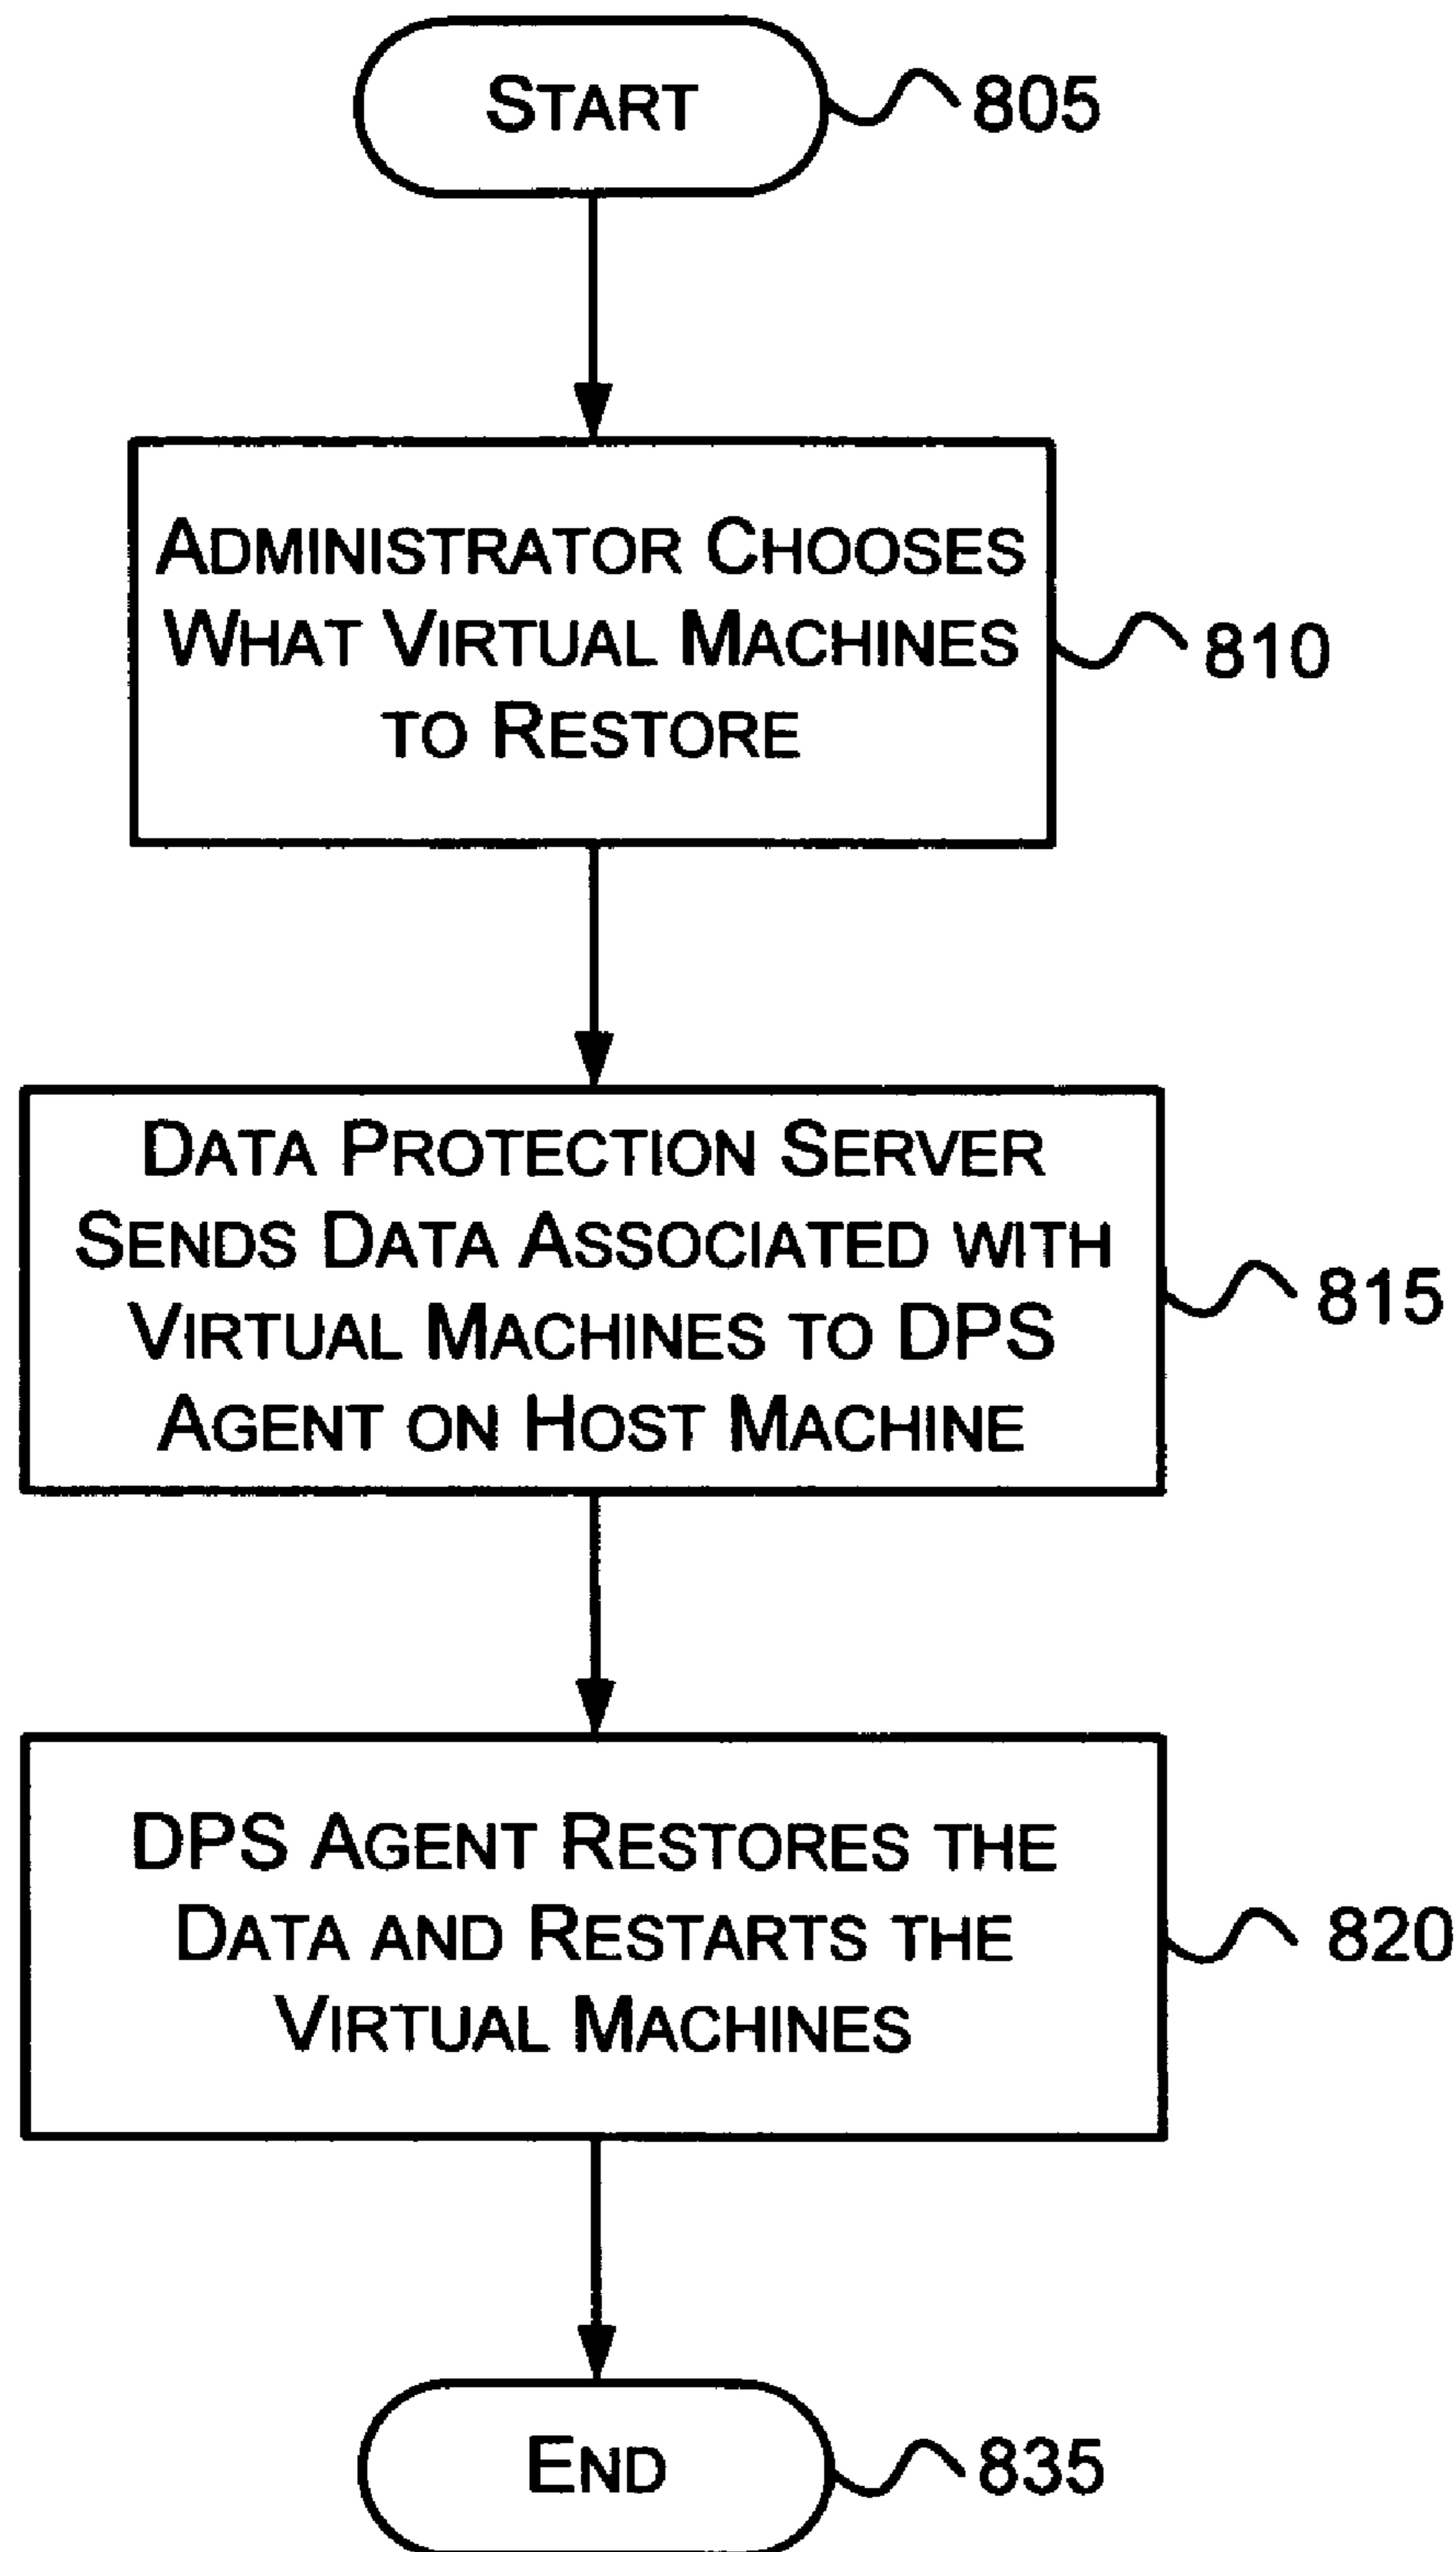 START
805
ADMINISTRATOR CHOOSES
WHAT VIRTUAL MACHINES
TO RESTORE
810
DATA PROTECTION SERVER
SENDS DATA ASSOCIATED WITH
VIRTUAL MACHINES TO DPS
AGENT ON HOST MACHINE
815
DPS AGENT RESTORES THE
DATA AND RESTARTS THE
VIRTUAL MACHINES
820
END
835